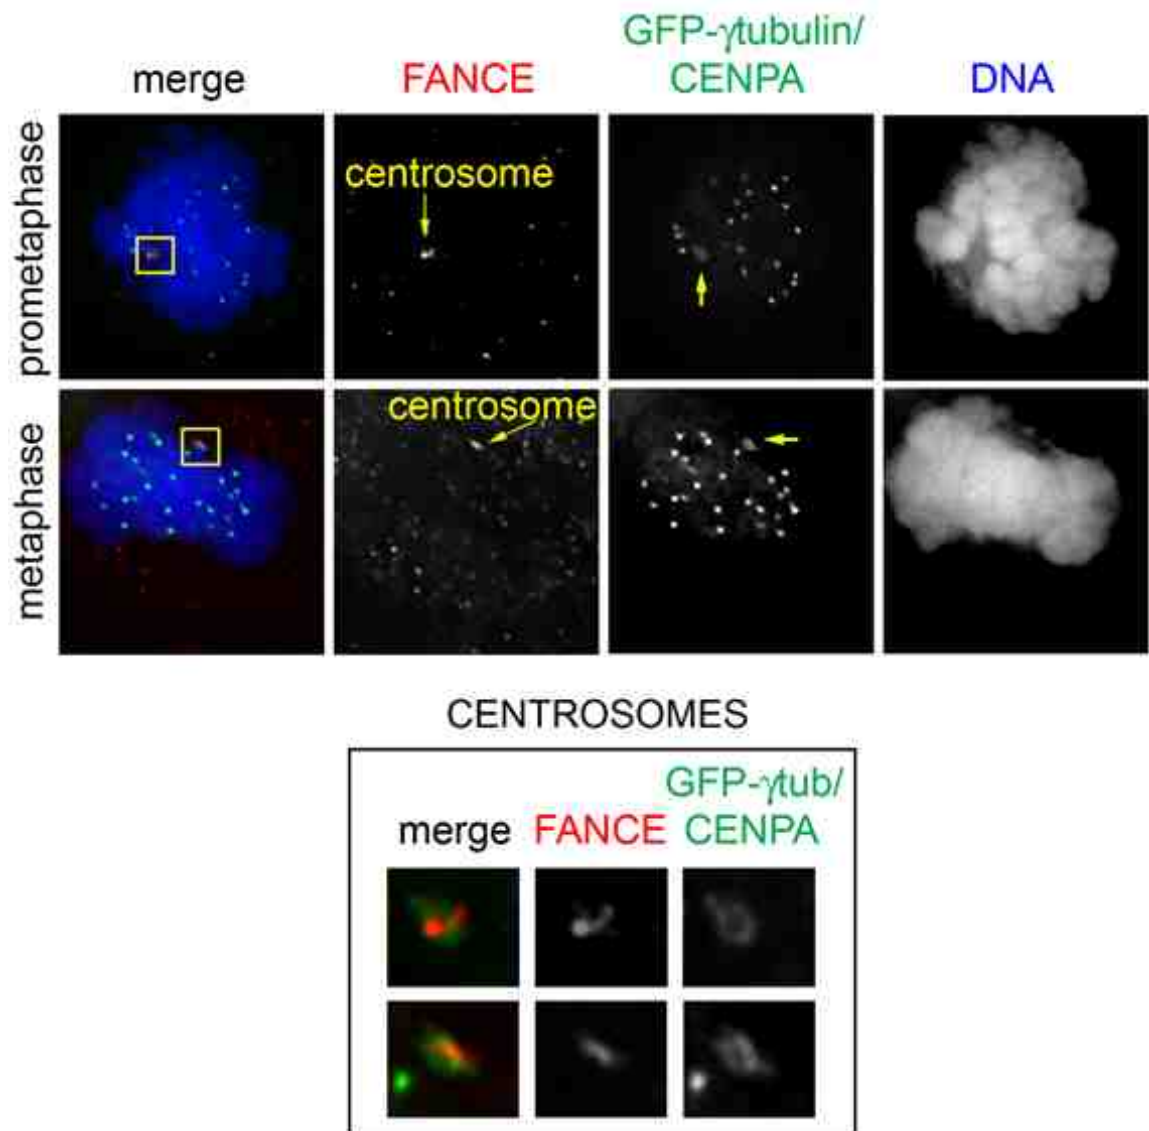 GFP-γtubulin/
merge FANCE CENPA DNA
prometaphase
centrosome
metaphase
centrosome
CENTROSOMES
GFP-γtub/
merge FANCE CENPA